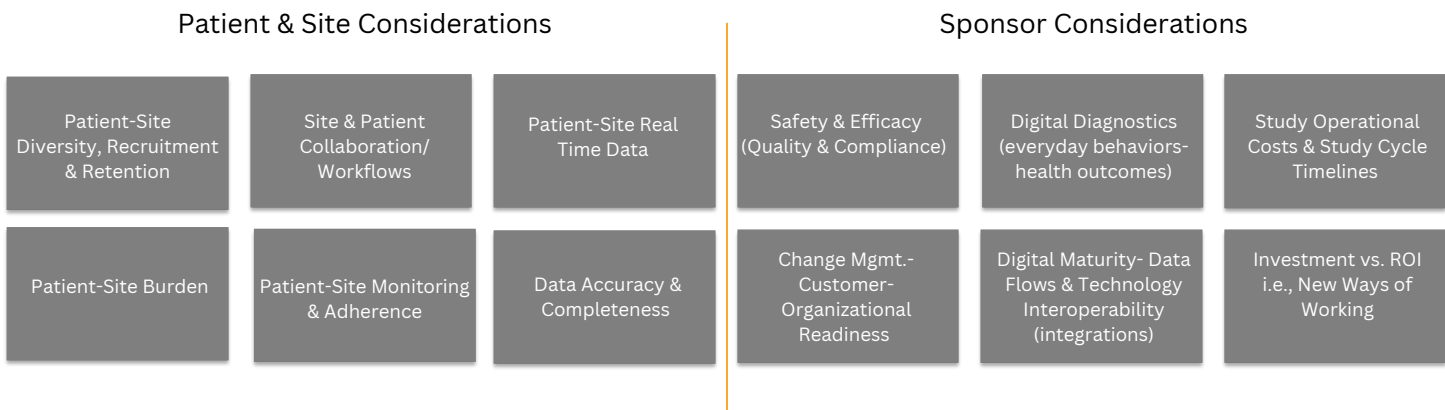 Patient & Site Considerations
Sponsor Considerations
Patient-Site
Diversity, Recruitment
& Retention
Site & Patient
Collaboration/
Workflows
Patient-Site Real
Time Data
Safety & Efficacy
(Quality & Compliance)
Digital Diagnostics
(everyday behaviors-
health outcomes)
Study Operational
Costs & Study Cycle
Timelines
Patient-Site Burden
Patient-Site Monitoring
& Adherence
Data Accuracy &
Completeness
Change Mgmt.-
Customer-
Organizational
Readiness
Digital Maturity- Data
Flows & Technology
Interoperability
(integrations)
Investment vs. ROI
i.e., New Ways of
Working